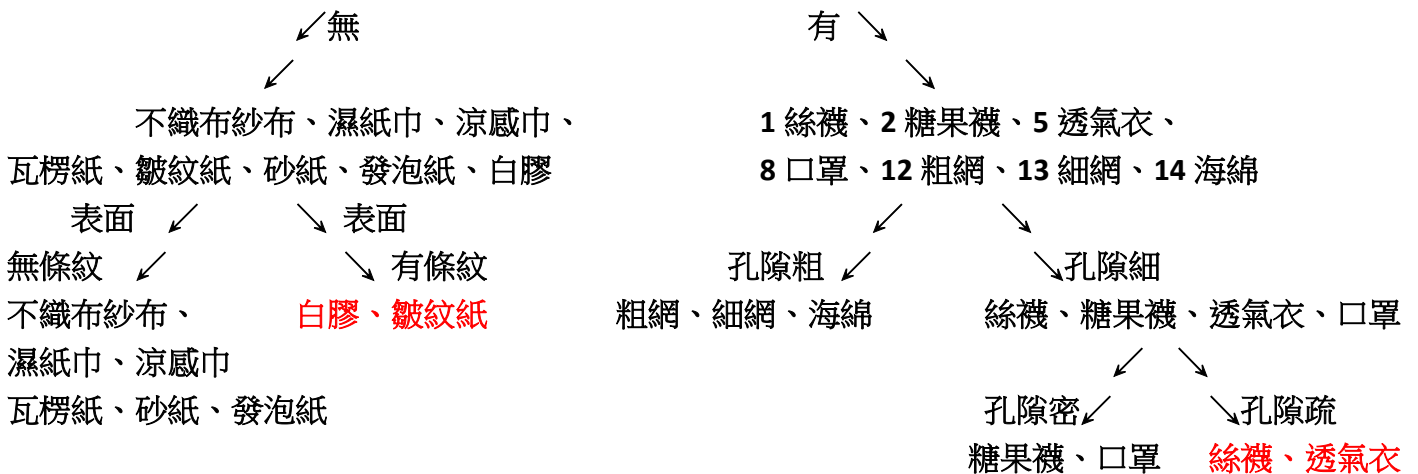 無 有
不織布紗布、濕紙巾、涼感巾、 1 絲襪、2 糖果襪、5 透氣衣、
瓦楞紙、皺紋紙、砂紙、發泡紙、白膠 8 口罩、12 粗網、13 細網、14 海綿
表面 表面
無條紋 有條紋 孔隙粗 孔隙細
不織布紗布、 白膠、皺紋紙 粗網、細網、海綿 絲襪、糖果襪、透氣衣、口罩
濕紙巾、涼感巾
瓦楞紙、砂紙、發泡紙 孔隙密 孔隙疏
糖果襪、口罩 絲襪、透氣衣